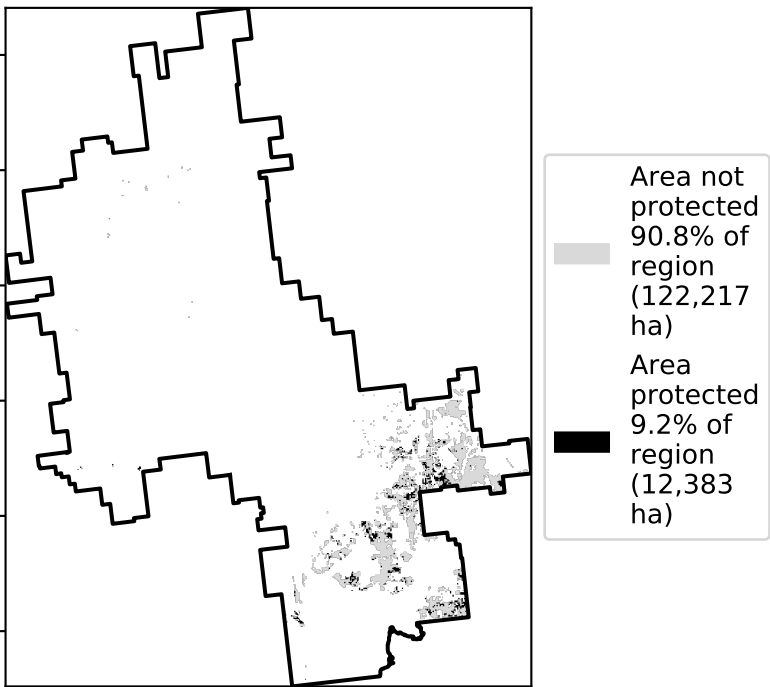 Area not
protected
90.8% of
region
(122,217
ha)
Area
protected
9.2% of
region
(12,383
ha)